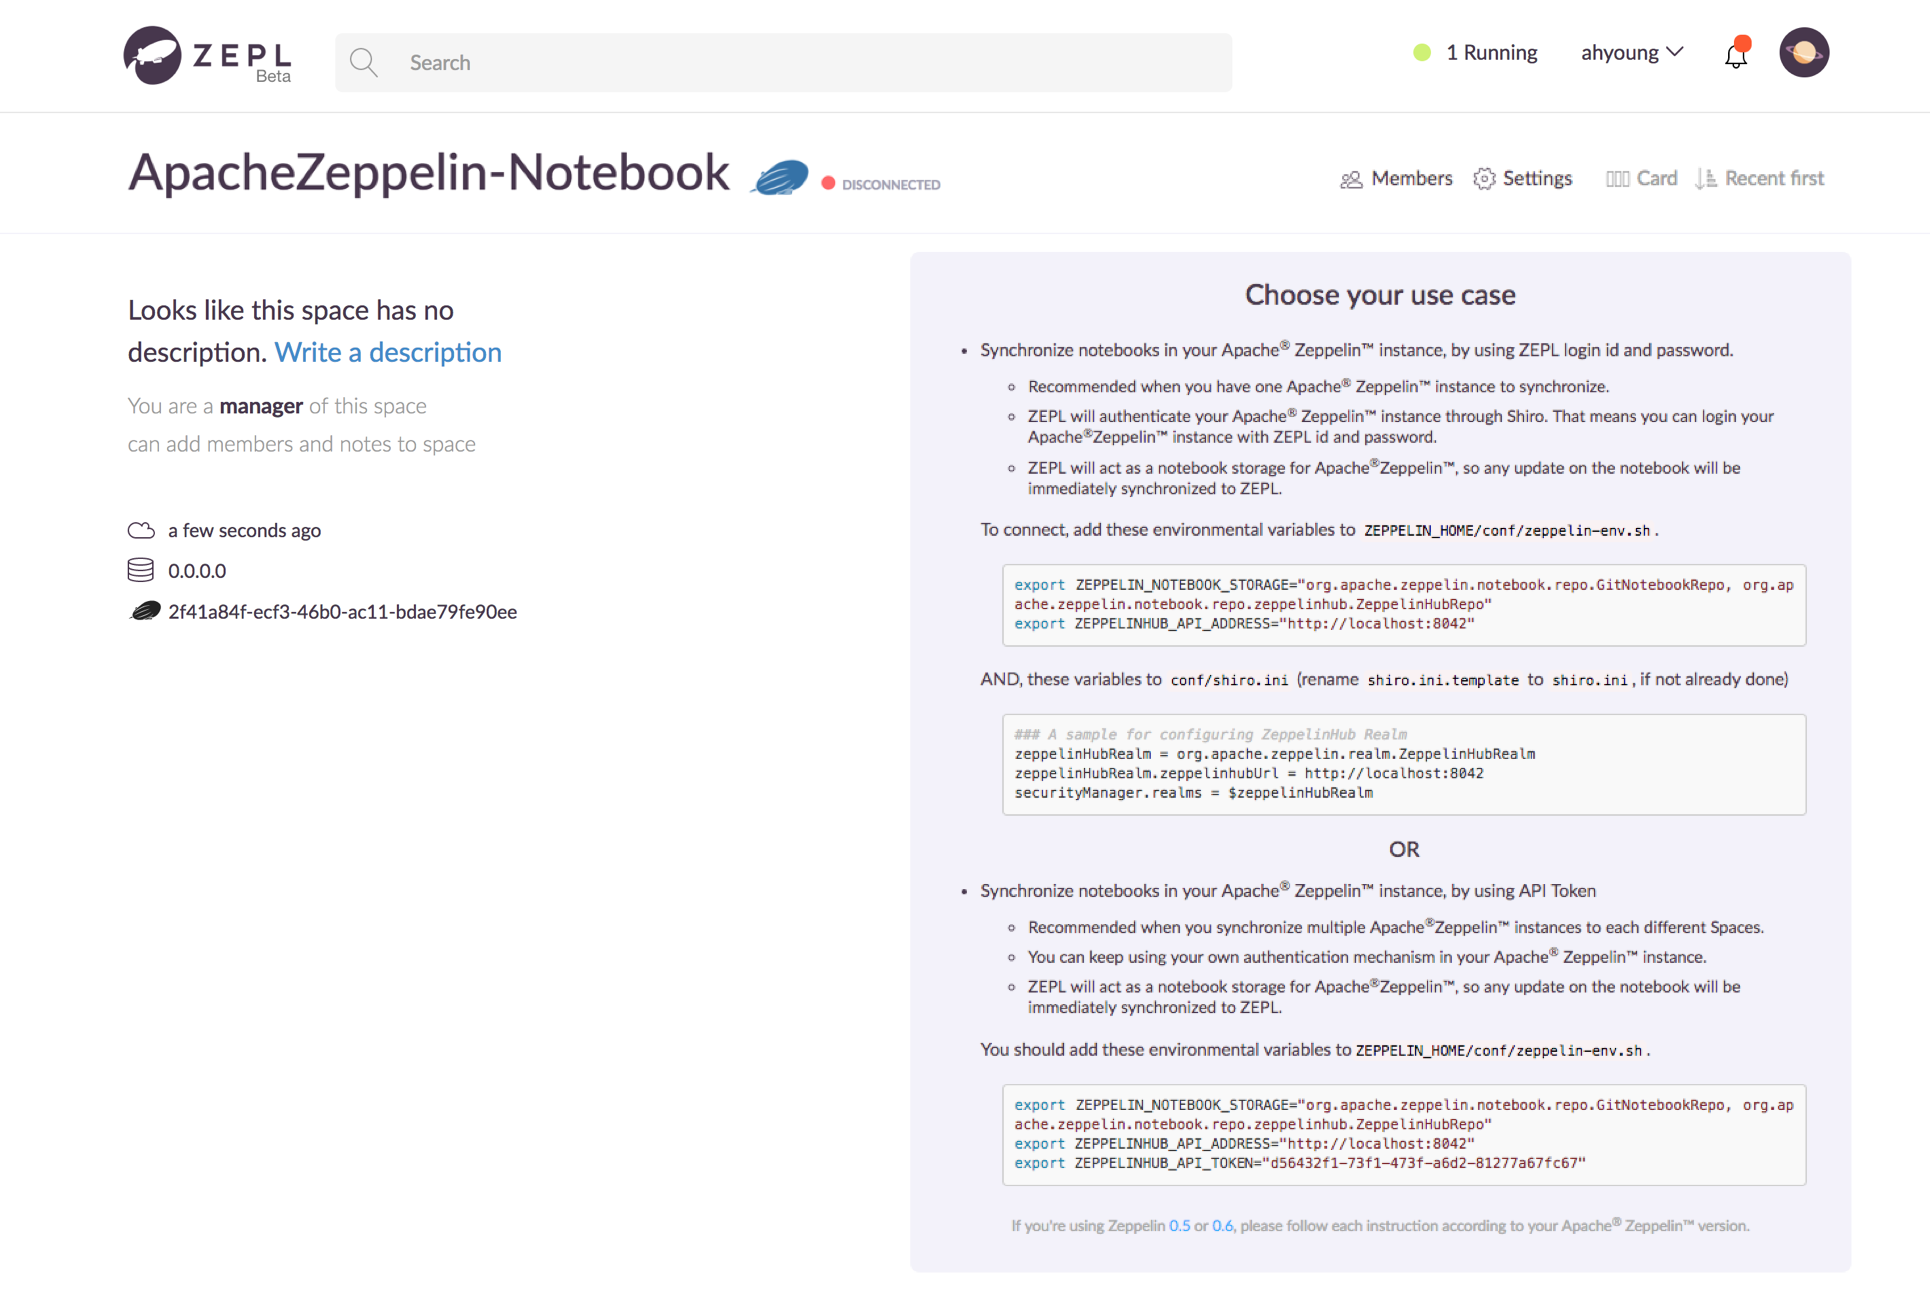 ZEPL
Beta
Search
1 Running
ahyoung
ApacheZeppelin-Notebook
DISCONNECTED
Members
Settings
Card
Recent first
Looks like this space has no
description. Write a description
You are a manager of this space
can add members and notes to space
a few seconds ago
0.0.0.0
2f41a84f-ecf3-46b0-ac11-bdae79fe90ee
Choose your use case
• Synchronize notebooks in your Apache® Zeppelin™ instance, by using ZEPL login id and password.
◦ Recommended when you have one Apache® Zeppelin™ instance to synchronize.
◦ ZEPL will authenticate your Apache® Zeppelin™ instance through Shiro. That means you can login your
Apache®Zeppelin™ instance with ZEPL id and password.
◦ ZEPL will act as a notebook storage for Apache®Zeppelin™, so any update on the notebook will be
immediately synchronized to ZEPL.
To connect, add these environmental variables to ZEPPELIN_HOME/conf/zeppelin-env.sh.
export ZEPPELIN_NOTEBOOK_STORAGE="org.apache.zeppelin.notebook.repo.GitNotebookRepo, org.ap
ache.zeppelin.notebook.repo.zeppelinhub.ZeppelinHubRepo"
export ZEPPELINHUB_API_ADDRESS="http://localhost:8042"
AND, these variables to conf/shiro.ini (rename shiro.ini.template to shiro.ini, if not already done)
### A sample for configuring ZeppelinHub Realm
zeppelinHubRealm = org.apache.zeppelin.realm.ZeppelinHubRealm
zeppelinHubRealm.zeppelinhubUrl = http://localhost:8042
securityManager.realms = $zeppelinHubRealm
OR
• Synchronize notebooks in your Apache® Zeppelin™ instance, by using API Token
◦ Recommended when you synchronize multiple Apache®Zeppelin™ instances to each different Spaces.
◦ You can keep using your own authentication mechanism in your Apache® Zeppelin™ instance.
◦ ZEPL will act as a notebook storage for Apache®Zeppelin™, so any update on the notebook will be
immediately synchronized to ZEPL.
You should add these environmental variables to ZEPPELIN_HOME/conf/zeppelin-env.sh.
export ZEPPELIN_NOTEBOOK_STORAGE="org.apache.zeppelin.notebook.repo.GitNotebookRepo, org.ap
ache.zeppelin.notebook.repo.zeppelinhub.ZeppelinHubRepo"
export ZEPPELINHUB_API_ADDRESS="http://localhost:8042"
export ZEPPELINHUB_API_TOKEN="d56432f1-73f1-473f-a6d2-81277a67fc67"
If you're using Zeppelin 0.5 or 0.6, please follow each instruction according to your Apache® Zeppelin™ version.